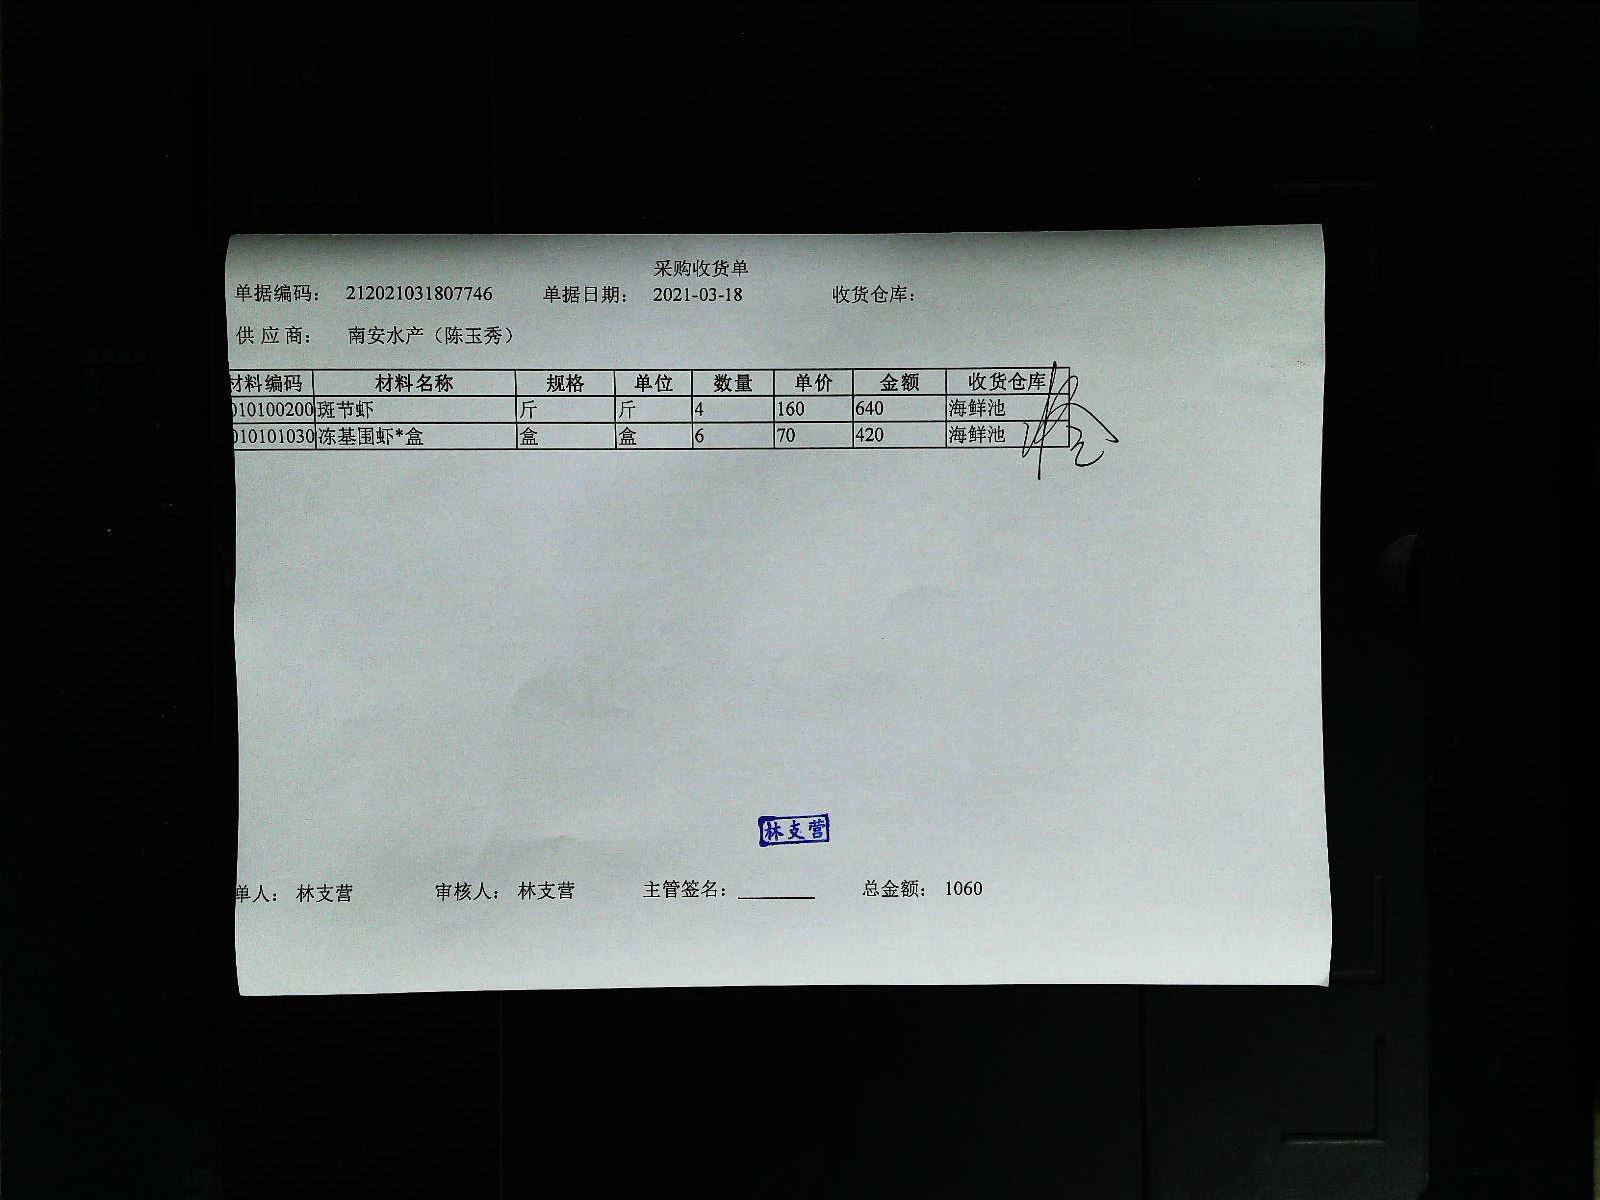 采购收货单
单据编码： 212021031807746 单据日期： 2021-03-18 收货仓库：
供 应 商： 南安水产（陈玉秀）
材料编码 材料名称 规格 单位 数量 单价 金额 收货仓库
010100200 斑节虾 斤 斤 4 160 640 海鲜池
010101030 冻基围虾*盒 盒 盒 6 70 420 海鲜池
林支营
单人： 林支营 审核人： 林支营 主管签名： 总金额： 1060